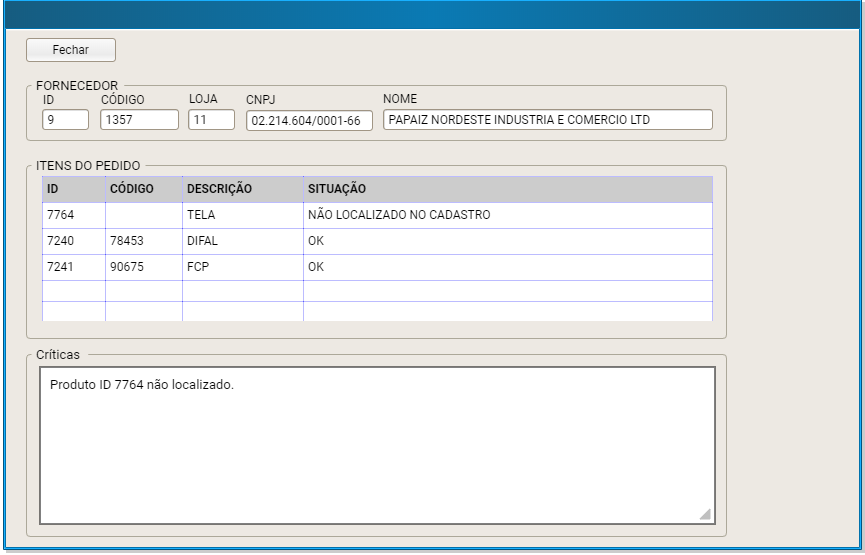 Fechar
FORNECEDOR
ID CÓDIGO LOJA CNPJ NOME
9 1357 11 02.214.604/0001-66 PAPAIZ NORDESTE INDUSTRIA E COMERCIO LTD
ITENS DO PEDIDO
ID CÓDIGO DESCRIÇÃO SITUAÇÃO
7764 TELA NÃO LOCALIZADO NO CADASTRO
7240 78453 DIFAL OK
7241 90675 FCP OK
Críticas
Produto ID 7764 não localizado.